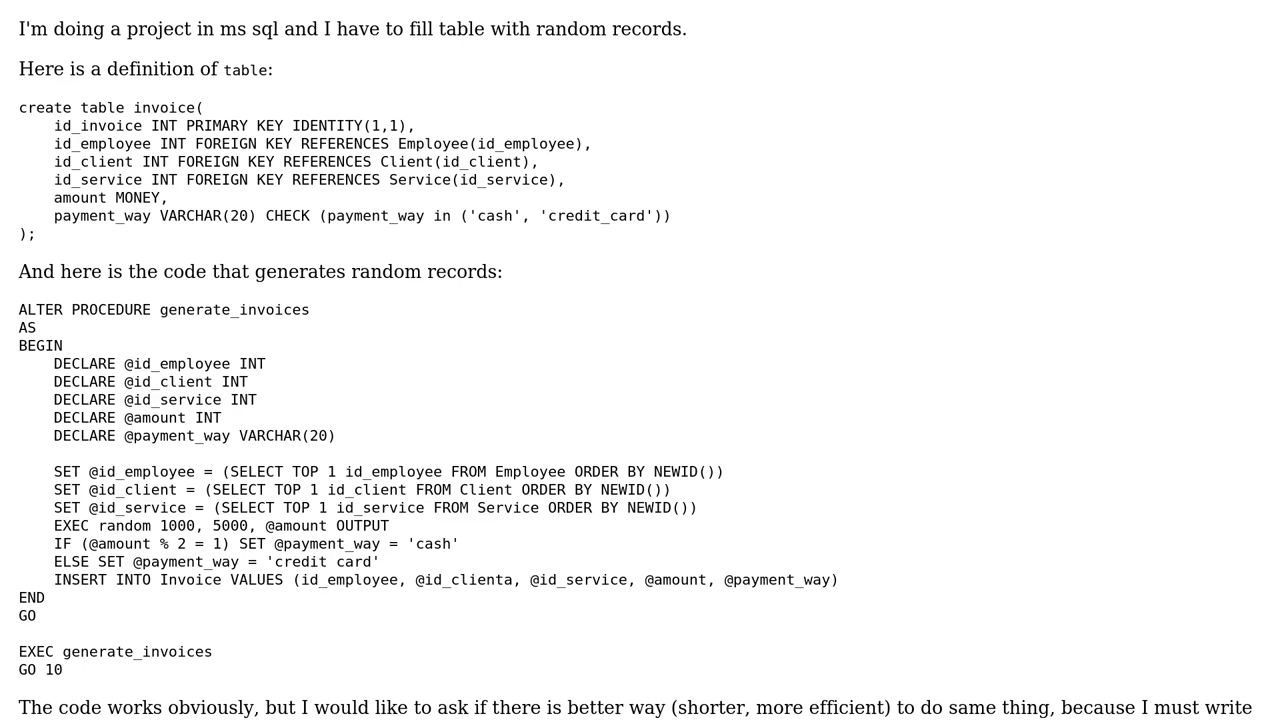 I'm doing a project in ms sql and I have to fill table with random records.
Here is a definition of table:
create table invoice(
    id_invoice INT PRIMARY KEY IDENTITY(1,1),
    id_employee INT FOREIGN KEY REFERENCES Employee(id_employee),
    id_client INT FOREIGN KEY REFERENCES Client(id_client),
    id_service INT FOREIGN KEY REFERENCES Service(id_service),
    amount MONEY,
    payment_way VARCHAR(20) CHECK (payment_way in ('cash', 'credit_card'))
);
And here is the code that generates random records:
ALTER PROCEDURE generate_invoices
AS
BEGIN
    DECLARE @id_employee INT
    DECLARE @id_client INT
    DECLARE @id_service INT
    DECLARE @amount INT
    DECLARE @payment_way VARCHAR(20)
    SET @id_employee = (SELECT TOP 1 id_employee FROM Employee ORDER BY NEWID())
    SET @id_client = (SELECT TOP 1 id_client FROM Client ORDER BY NEWID())
    SET @id_service = (SELECT TOP 1 id_service FROM Service ORDER BY NEWID())
    EXEC random 1000, 5000, @amount OUTPUT
    IF (@amount % 2 = 1) SET @payment_way = 'cash'
    ELSE SET @payment_way = 'credit card'
    INSERT INTO Invoice VALUES (id_employee, @id_clienta, @id_service, @amount, @payment_way)
END
GO
EXEC generate_invoices
GO 10
The code works obviously, but I would like to ask if there is better way (shorter, more efficient) to do same thing, because I must write